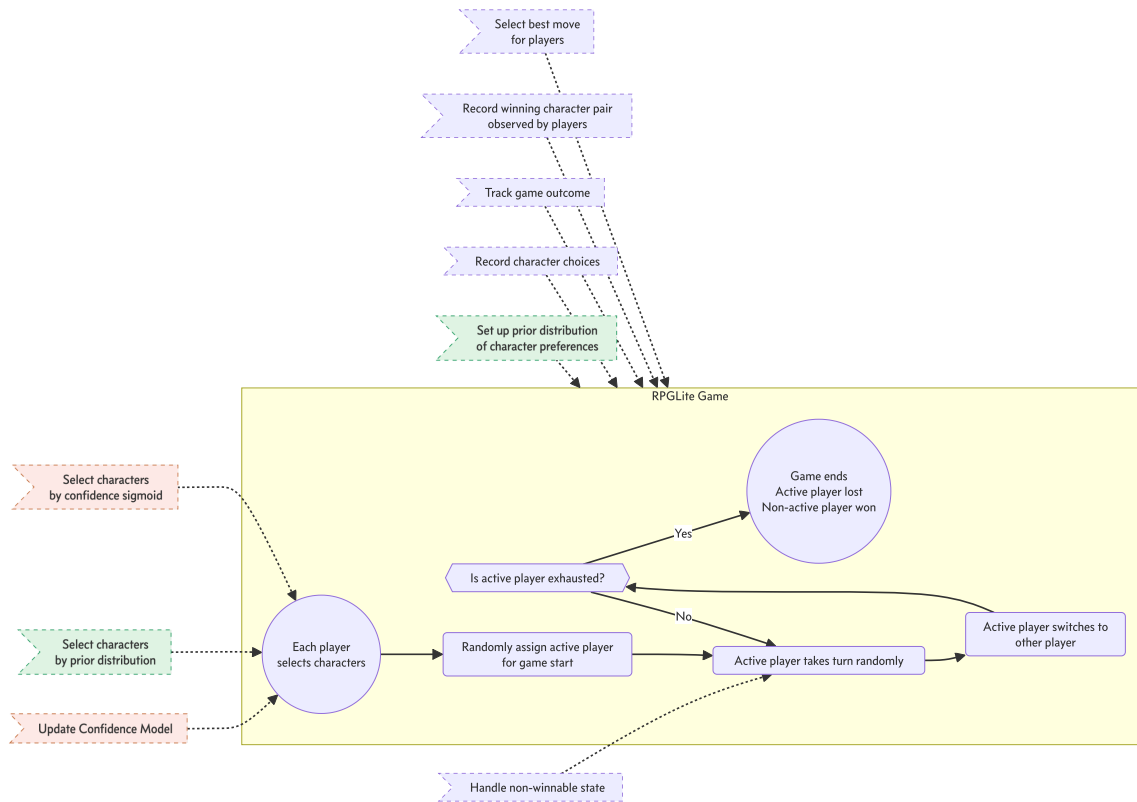 Select best move
for players
Record winning character pair
observed by players
Track game outcome
Record character choices
Set up prior distribution
of character preferences
RPGLite Game
Select characters
by confidence sigmoid
Game ends
Active player lost
Non-active player won
Yes
Is active player exhausted?
No
Each player
selects characters
Randomly assign active player
for game start
Active player takes turn randomly
Active player switches to
other player
Select characters
by prior distribution
Update Confidence Model
Handle non-winnable state